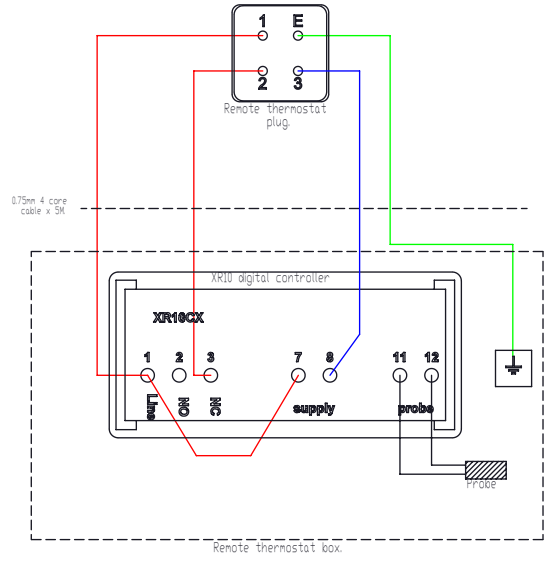 1 E
2 3
Remote thermostat
plug.
0.75mm 4 core
cable x 5M
XR10 digital controller
XR16CX
1 2 3 7 8 11 12
Line NO NC supply probe
Probe
Remote thermostat box.